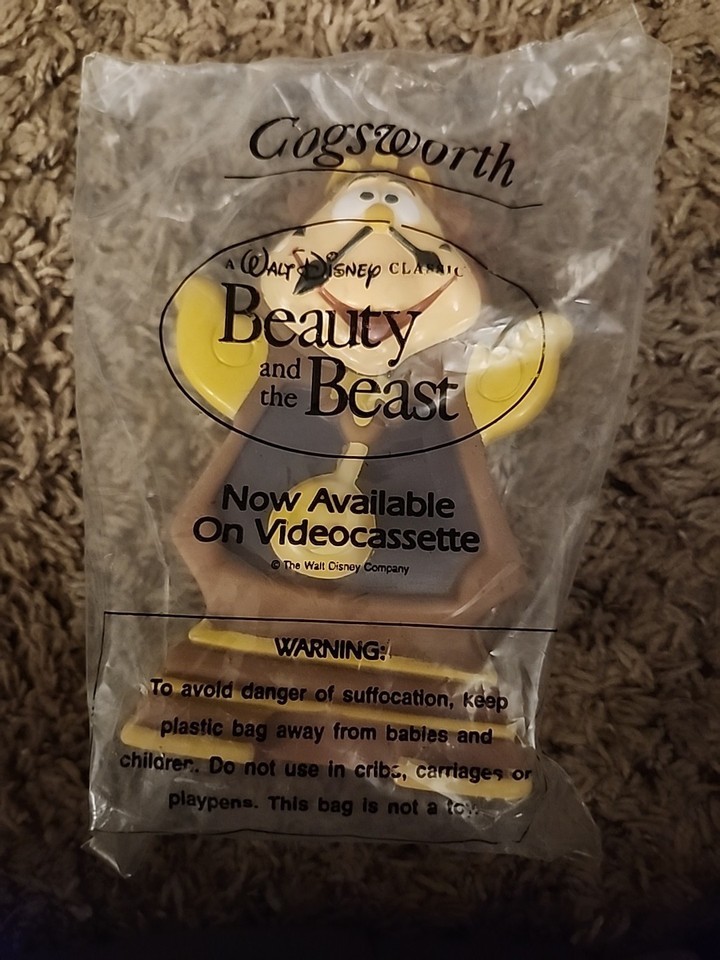 Cogsworth
A WALT DISNEY CLASSIC
Beauty
and
the Beast
Now Available
On Videocassette
© The Walt Disney Company
WARNING:
To avoid danger of suffocation, keep
plastic bag away from babies and
children. Do not use in cribs, carriages or
playpens. This bag is not a toy.